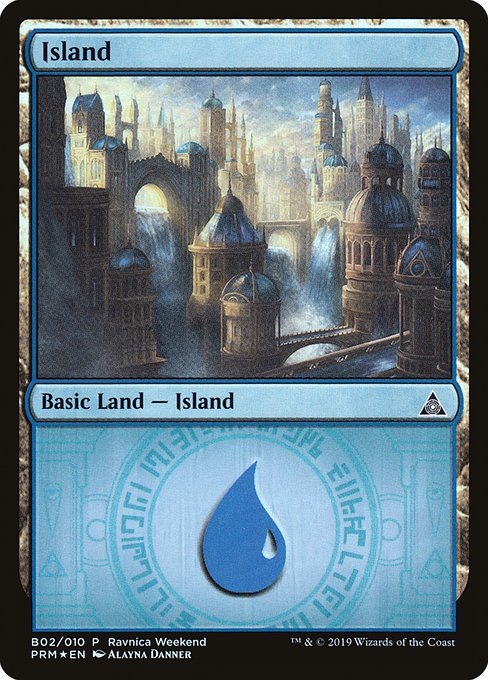 Island
Basic Land — Island
B02/010 P Ravnica Weekend
™ & © 2019 Wizards of the Coast
PRM★EN Alayna Danner